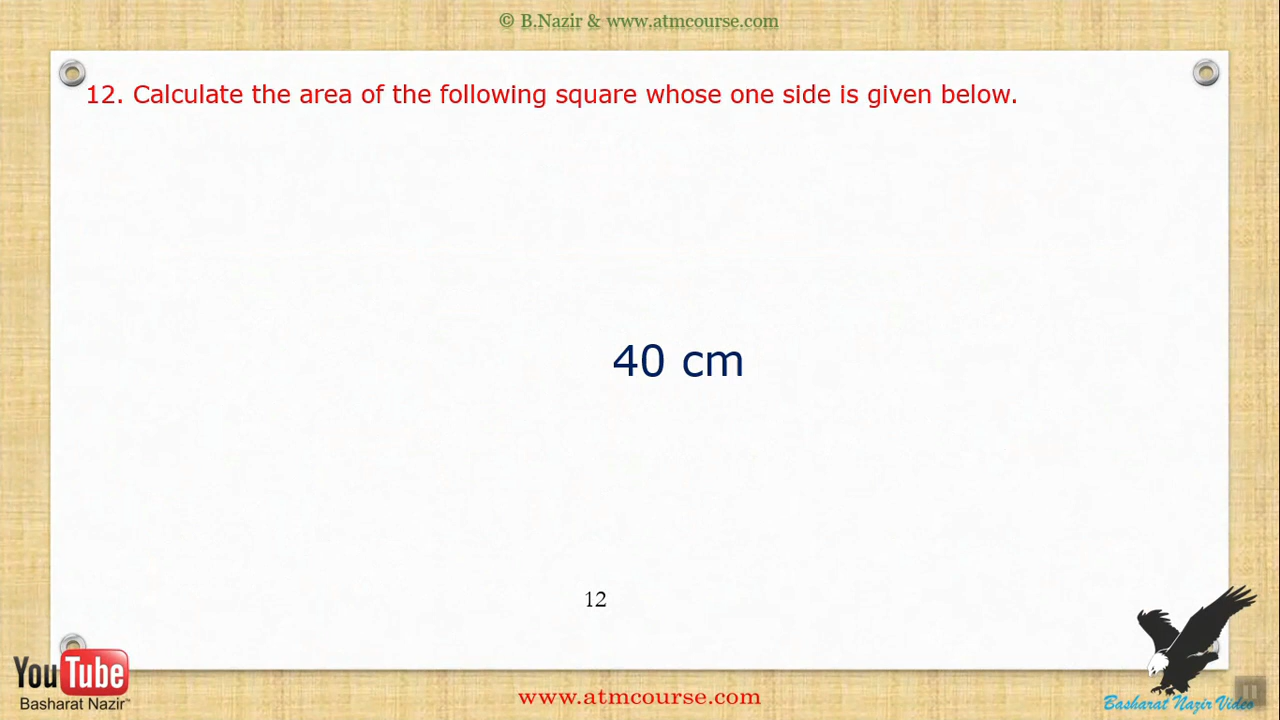 © B.Nazir & www.atmcourse.com
12. Calculate the area of the following square whose one side is given below.
40 cm
12
YouTube
Basharat Nazir™
www.atmcourse.com
Basharat Nazir Video